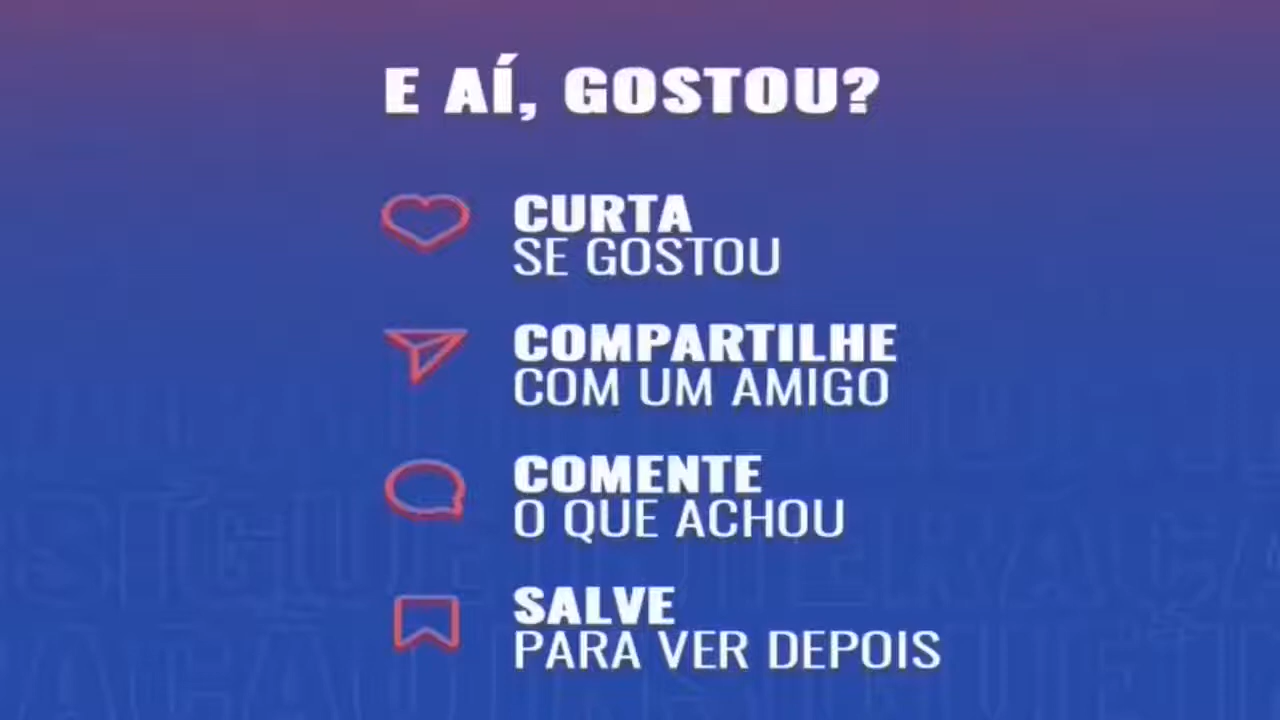 E AÍ, GOSTOU?
CURTA
SE GOSTOU
COMPARTILHE
COM UM AMIGO
COMENTE
O QUE ACHOU
SALVE
PARA VER DEPOIS